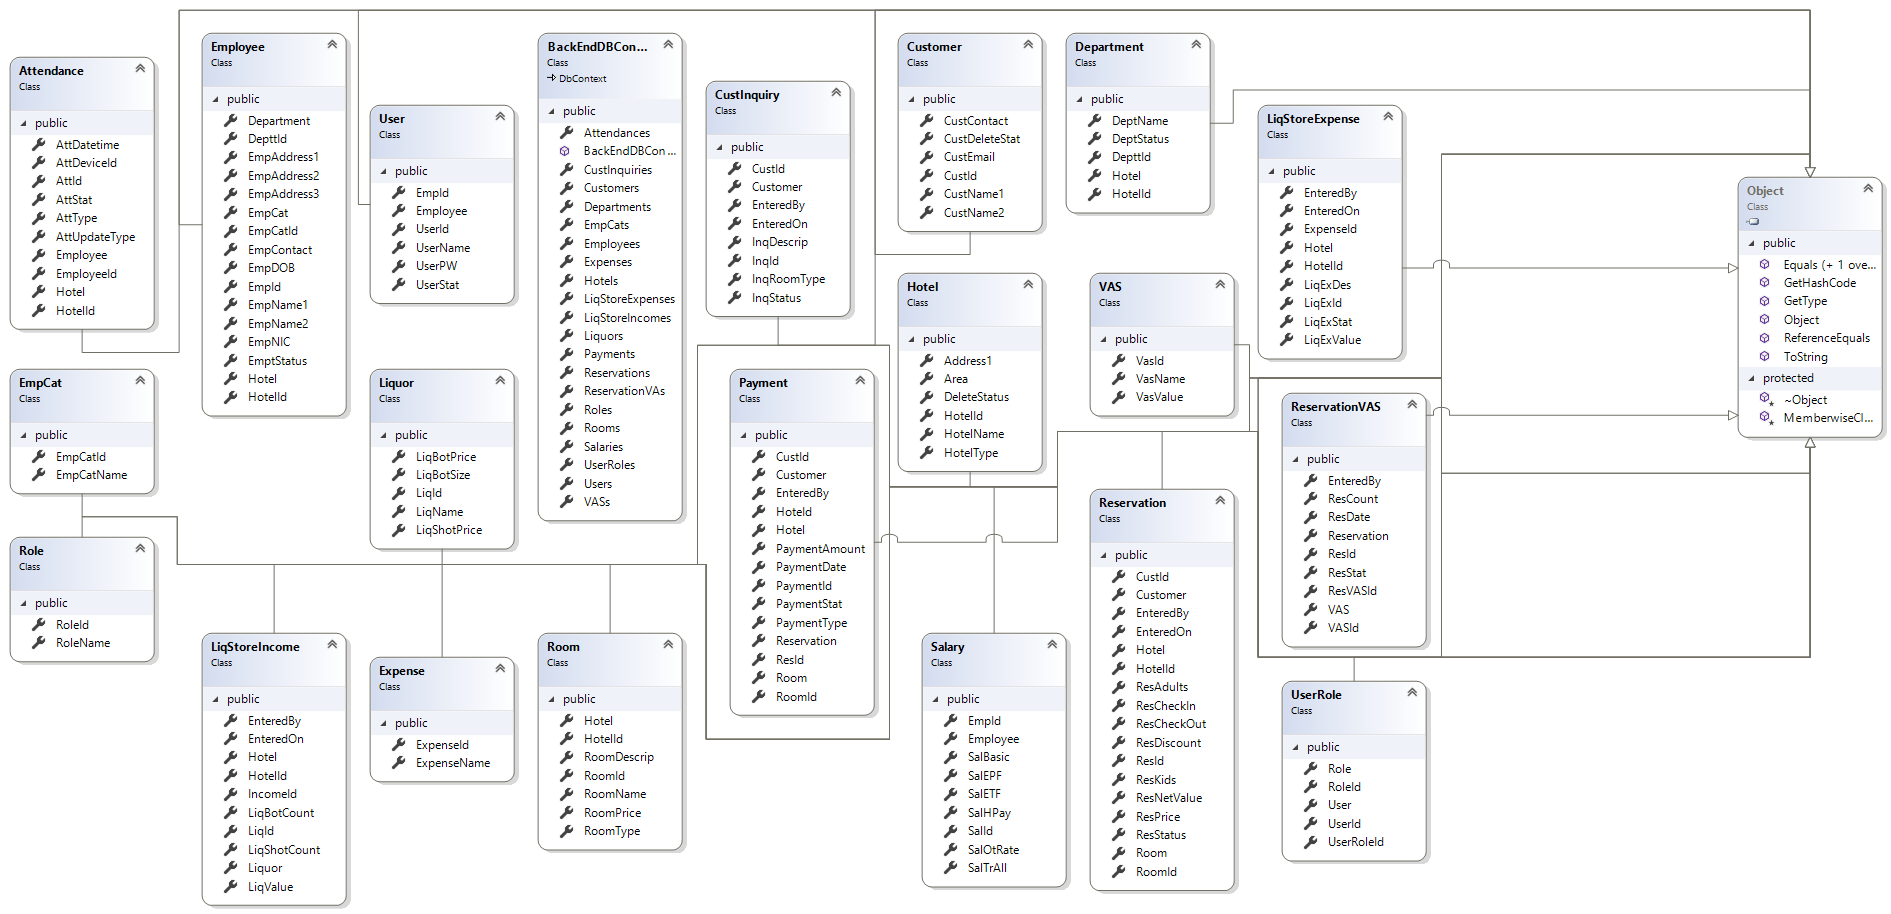 Attendance
Class
public
AttDatetime
AttDeviceId
AttId
AttStat
AttType
AttUpdateType
Employee
EmployeeId
Hotel
HotelId
EmpCat
Class
public
EmpCatId
EmpCatName
Role
Class
public
RoleId
RoleName
Employee
Class
public
Department
DepttId
EmpAddress1
EmpAddress2
EmpAddress3
EmpCat
EmpCatId
EmpContact
EmpDOB
EmpId
EmpName1
EmpName2
EmpNIC
EmptStatus
Hotel
HotelId
LiqStoreIncome
Class
public
EnteredBy
EnteredOn
Hotel
HotelId
IncomeId
LiqBotCount
LiqId
LiqShotCount
Liquor
LiqValue
User
Class
public
EmpId
Employee
UserId
UserName
UserPW
UserStat
Liquor
Class
public
LiqBotPrice
LiqBotSize
LiqId
LiqName
LiqShotPrice
Expense
Class
public
ExpenseId
ExpenseName
BackEndDBCon...
Class
DbContext
public
Attendances
BackEndDBCon...
CustInquiries
Customers
Departments
EmpCats
Employees
Expenses
Hotels
LiqStoreExpenses
LiqStoreIncomes
Liquors
Payments
Reservations
ReservationVAs
Roles
Rooms
Salaries
UserRoles
Users
VASs
Room
Class
public
Hotel
HotelId
RoomDescrip
RoomId
RoomName
RoomPrice
RoomType
CustInquiry
Class
public
CustId
Customer
EnteredBy
EnteredOn
InqDescrip
InqId
InqRoomType
InqStatus
Payment
Class
public
CustId
Customer
EnteredBy
HoteId
Hotel
PaymentAmount
PaymentDate
PaymentId
PaymentStat
PaymentType
Reservation
ResId
Room
RoomId
Customer
Class
public
CustContact
CustDeleteStat
CustEmail
CustId
CustName1
CustName2
Hotel
Class
public
Address1
Area
DeleteStatus
HotelId
HotelName
HotelType
Salary
Class
public
EmpId
Employee
SalBasic
SalEPF
SalETF
SalHPay
SalId
SalOtRate
SalTrAll
Department
Class
public
DeptName
DeptStatus
DepttId
Hotel
HotelId
VAS
Class
public
VasId
VasName
VasValue
Reservation
Class
public
CustId
Customer
EnteredBy
EnteredOn
Hotel
HotelId
ResAdults
ResCheckIn
ResCheckOut
ResDiscount
ResId
ResKids
ResNetValue
ResPrice
ResStatus
Room
RoomId
LiqStoreExpense
Class
public
EnteredBy
EnteredOn
ExpenseId
Hotel
HotelId
LiqExDes
LiqExId
LiqExStat
LiqExValue
ReservationVAS
Class
public
EnteredBy
ResCount
ResDate
Reservation
ResId
ResStat
ResVASId
VAS
VASId
UserRole
Class
public
Role
RoleId
User
UserId
UserRoleId
Object
Class
public
Equals (+ 1 ove...
GetHashCode
GetType
Object
ReferenceEquals
ToString
protected
~Object
MemberwiseCl...